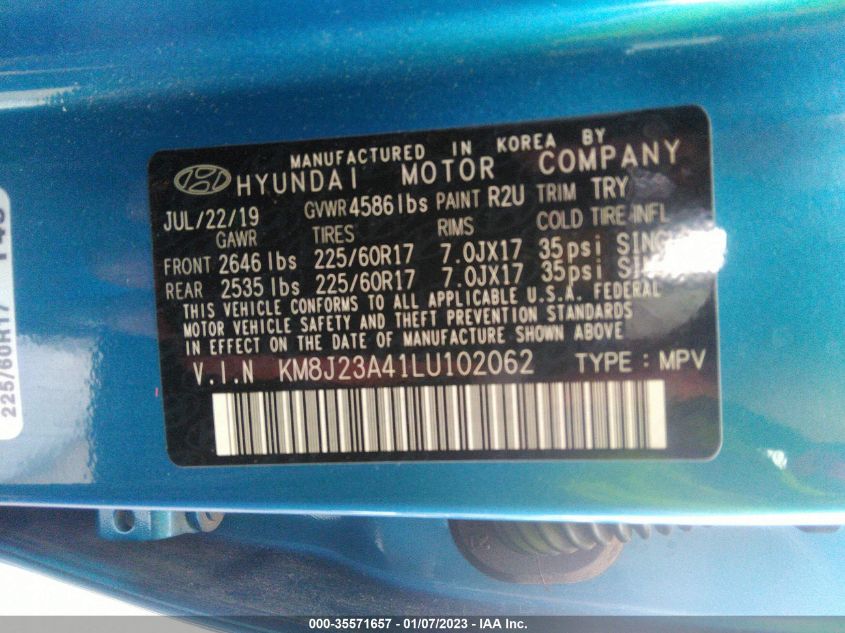 MANUFACTURED IN KOREA BY
HYUNDAI MOTOR COMPANY
JUL/22/19 GVWR 4586 lbs PAINT R2U TRIM TRY
GAWR TIRES RIMS COLD TIRE INFL
FRONT 2646 lbs 225/60R17 7.0JX17 35psi
REAR 2535 lbs 225/60R17 7.0JX17 35psi
THIS VEHICLE CONFORMS TO ALL APPLICABLE U.S.A. FEDERAL
MOTOR VEHICLE SAFETY AND THEFT PREVENTION STANDARDS
IN EFFECT ON THE DATE OF MANUFACTURE SHOWN ABOVE
V.I.N KM8J23A41LU102062 TYPE : MPV
225/60R17
000-35571657 - 01/07/2023 - IAA Inc.